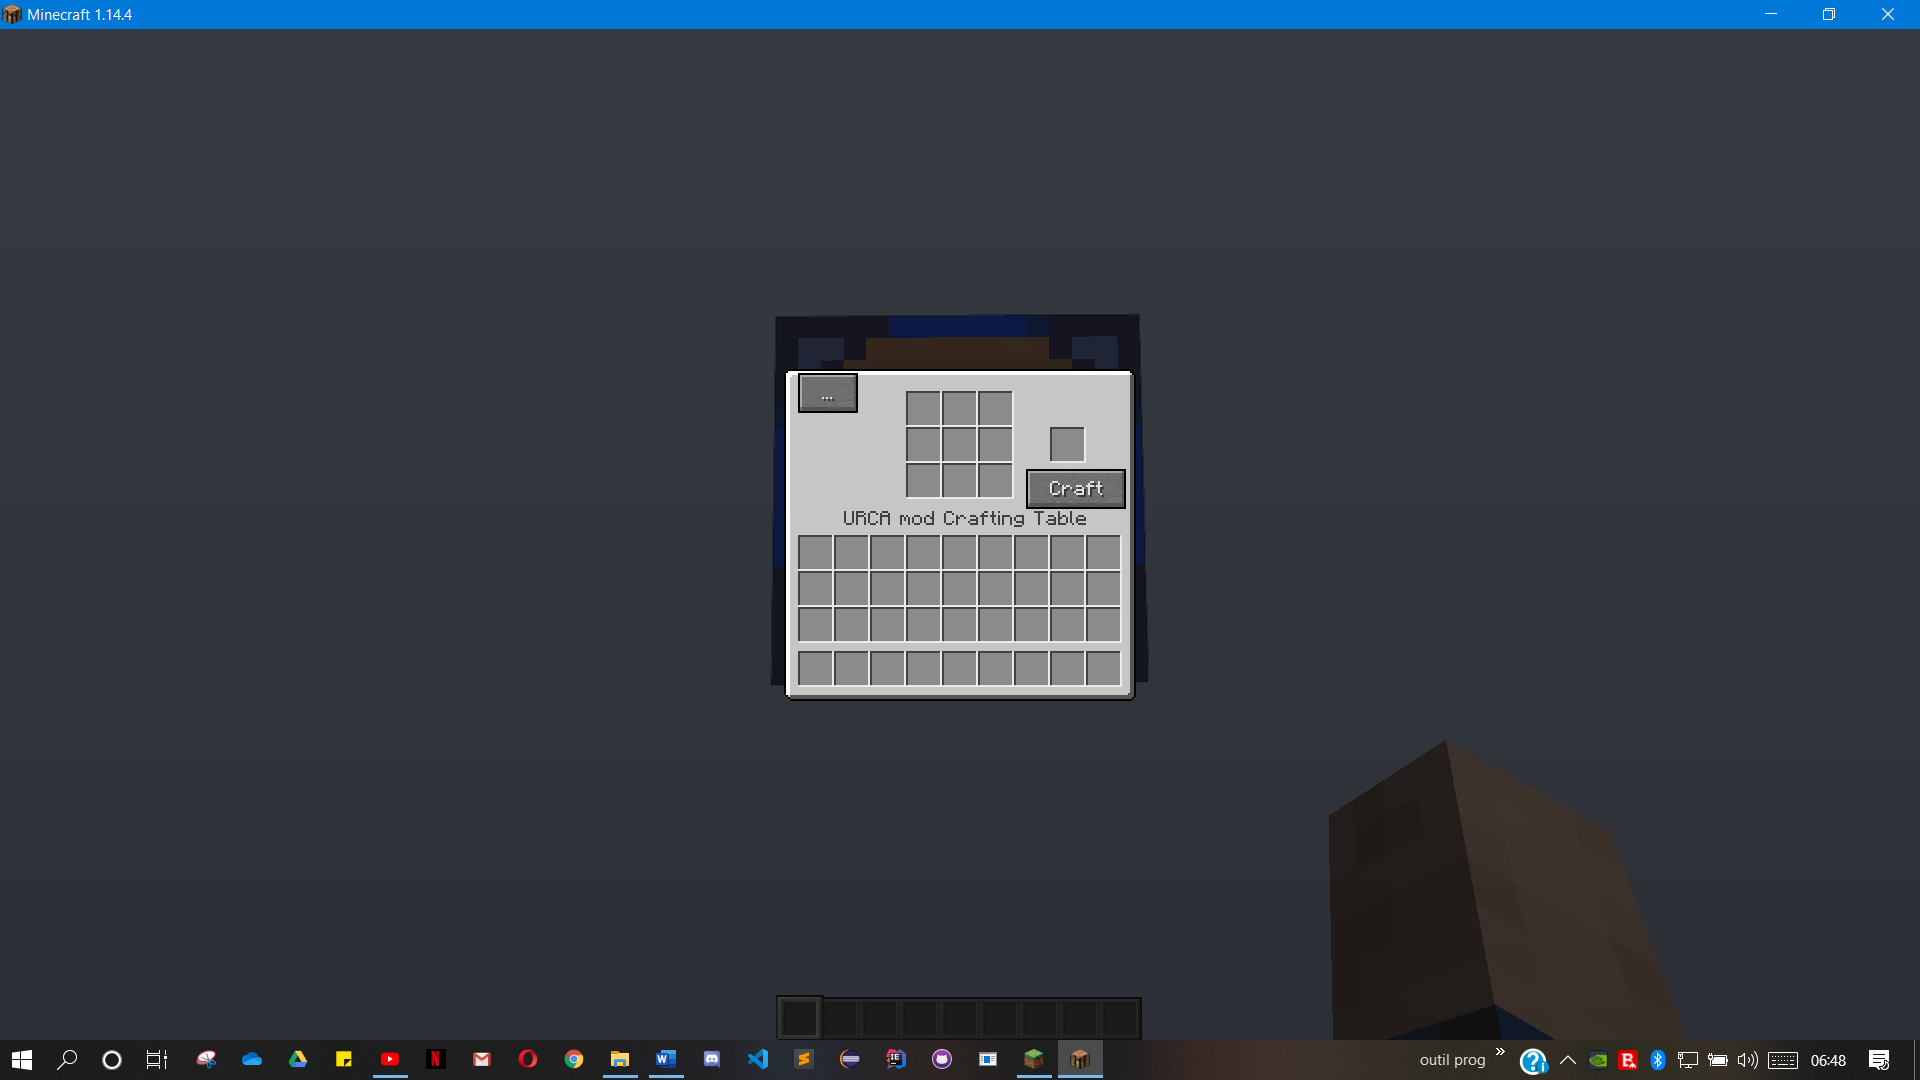 Minecraft 1.14.4
...
Craft
URCA mod Crafting Table
outil prog
06:48